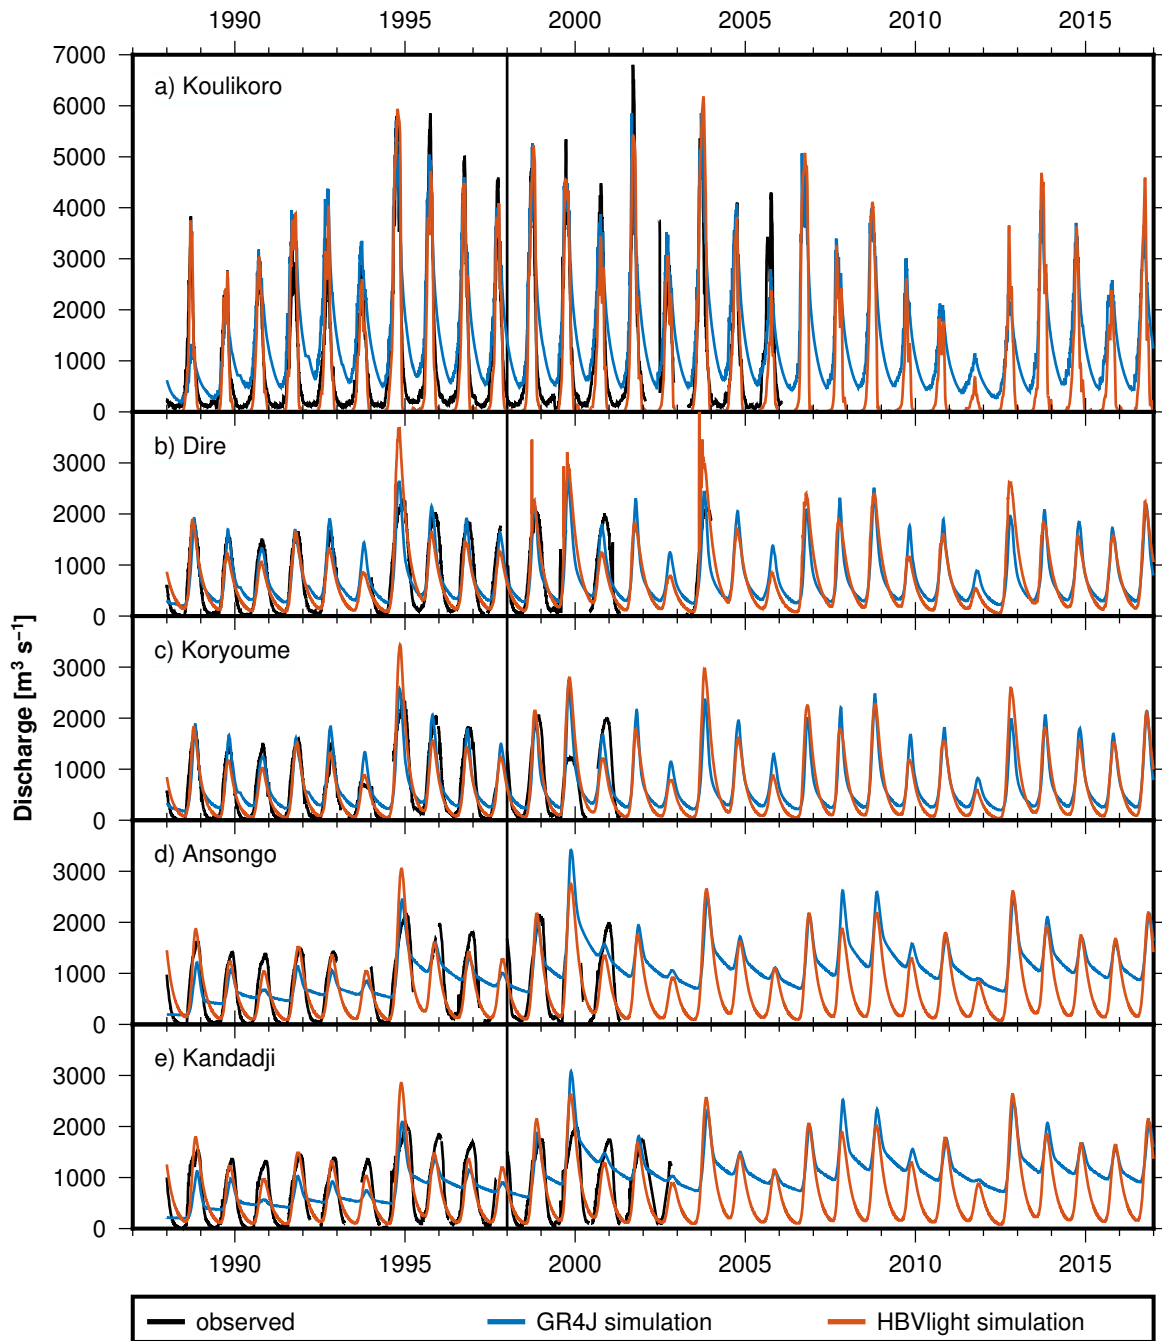 1990 1995 2000 2005 2010 2015
7000
a) Koulikoro
6000
5000
4000
3000
2000
1000
0
b) Dire
3000
2000
1000
0
c) Koryoume
3000
2000
1000
0
Discharge [m³ s⁻¹]
d) Ansongo
3000
2000
1000
0
e) Kandadji
3000
2000
1000
0
1990 1995 2000 2005 2010 2015
observed GR4J simulation HBVlight simulation